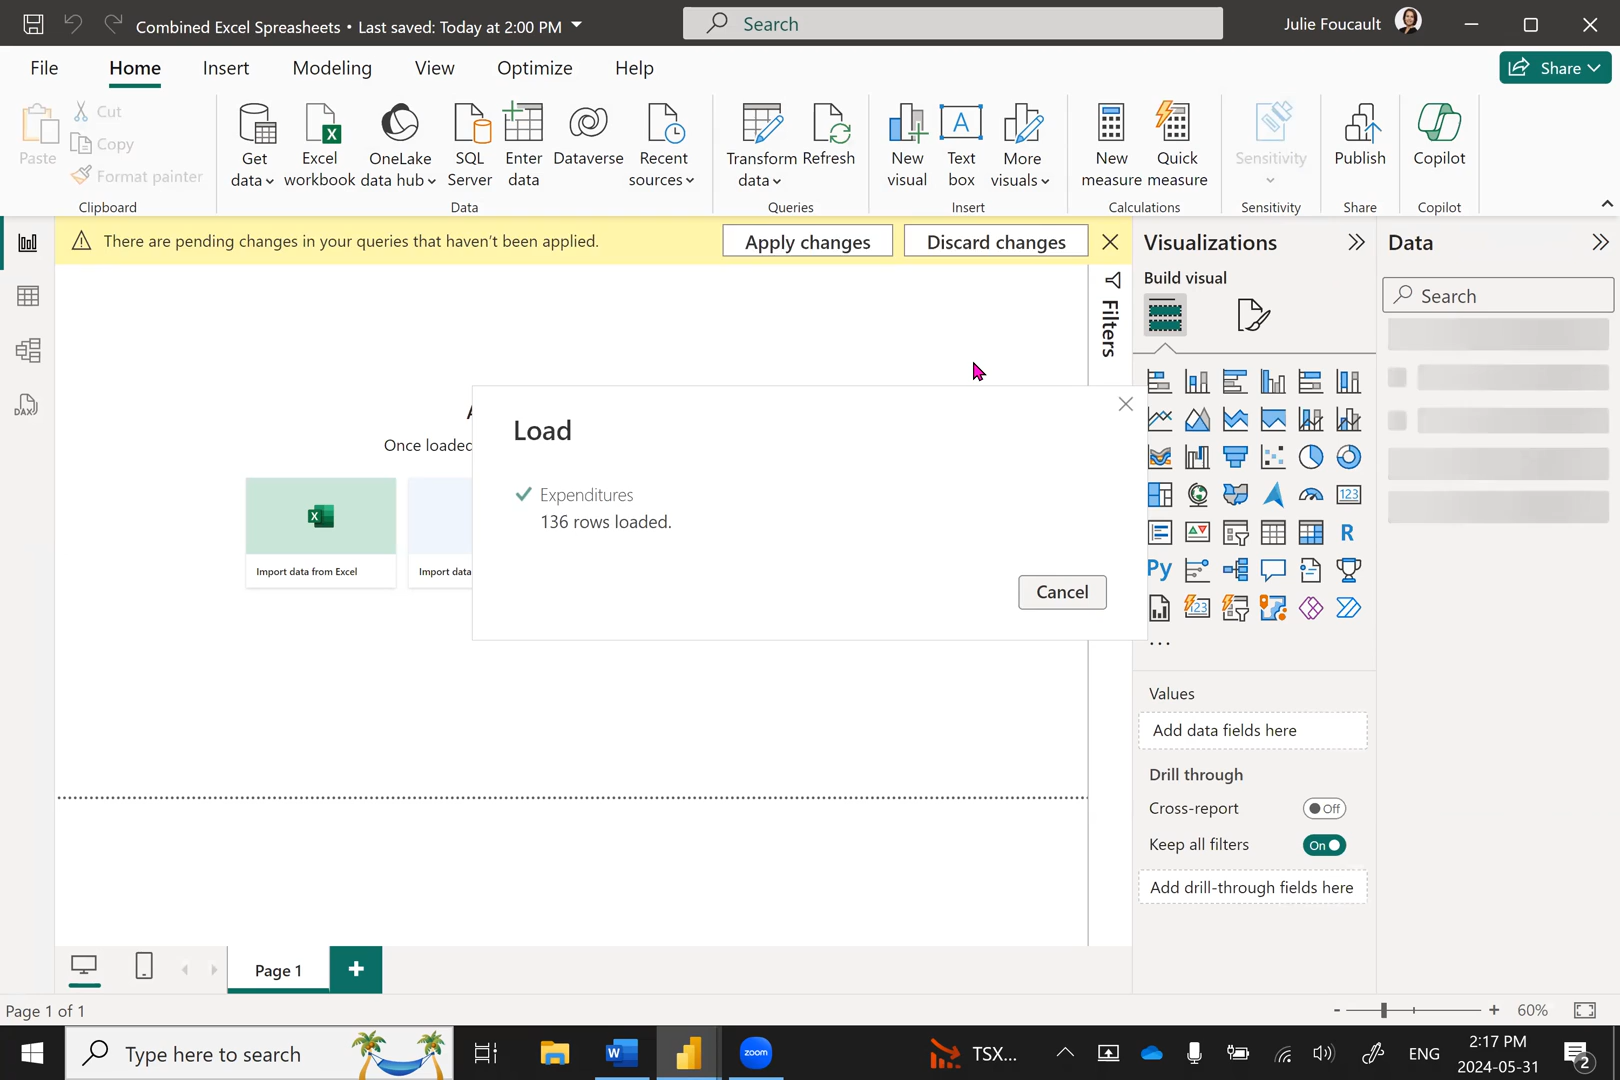 Combined Excel Spreasheets • Last saved: Today at 2:00 PM
Search
Julie Foucault
File
Home
Insert
Modeling
View
Optimize
Help
Share
Paste
Cut
Copy
Format painter
Clipboard
Get data
Excel workbook
OneLake data hub
SQL Server
Enter data
Dataverse
Recent sources
Data
Transform data
Refresh
Queries
New visual
Text box
More visuals
Insert
New measure
Quick measure
Calculations
Sensitivity
Sensitivity
Publish
Share
Copilot
Copilot
There are pending changes in your queries that haven't been applied.
Apply changes
Discard changes
Filters
Visualizations
Build visual
Data
Search
DAX
A
Once loaded
Import data from Excel
Import data
Load
Expenditures
136 rows loaded.
Cancel
123
R
Py
123
Values
Add data fields here
Drill through
Cross-report
Off
Keep all filters
On
Add drill-through fields here
Page 1
Page 1 of 1
60%
Type here to search
zoom
TSX...
ENG
2:17 PM
2024-05-31
2